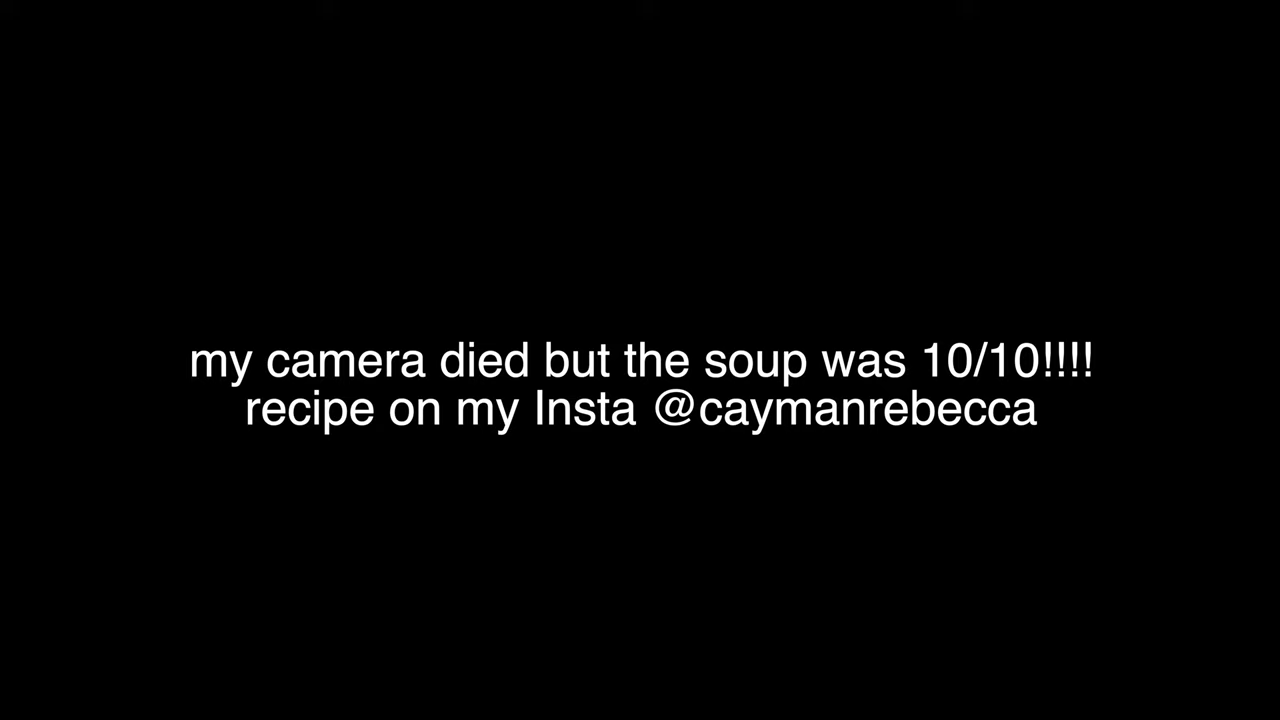 my camera died but the soup was 10/10!!!!
recipe on my Insta @caymanrebecca